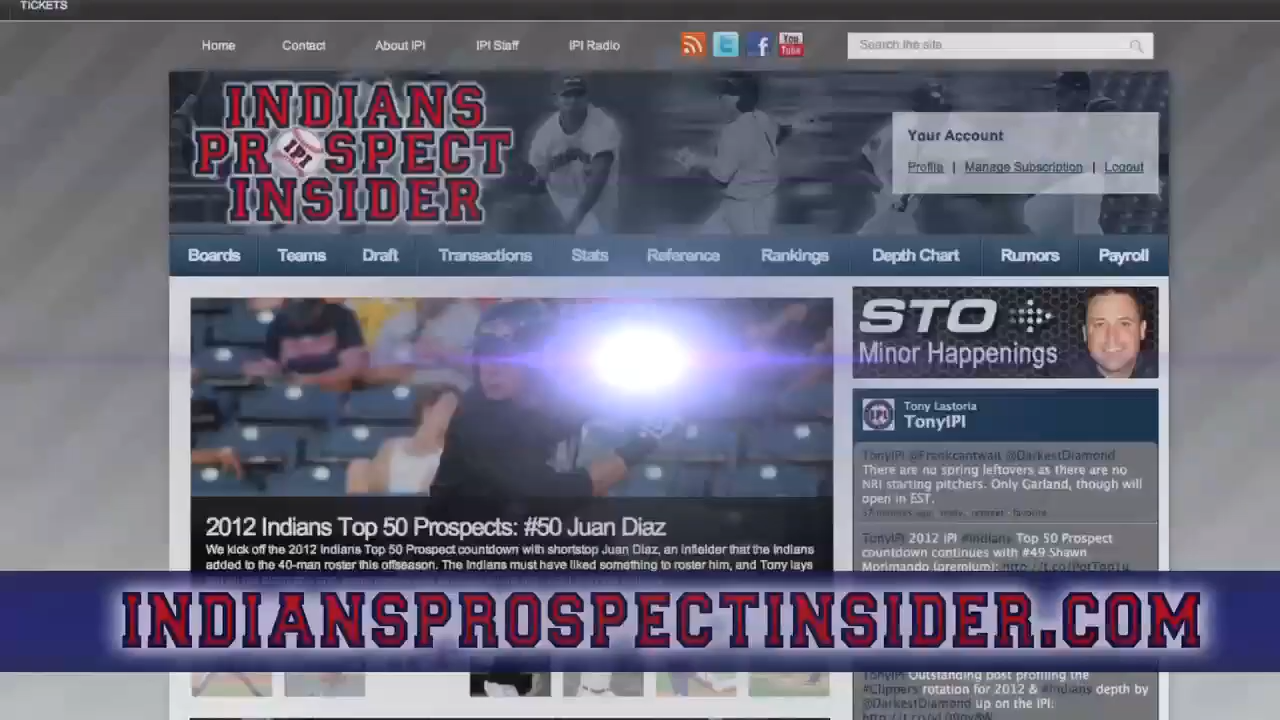 TICKETS
Home Contact About IPI IPI Staff IPI Radio You Tube Search the site
INDIANS
PROSPECT
IPI
INSIDER
Your Account
Profile | Manage Subscription | Logout
Boards Teams Draft Transactions Stats Reference Rankings Depth Chart Rumors Payroll
STO
Minor Happenings
Tony Lastoria
TonyIPI
TonyIPI @Frankcantwait @DarkestDiamond
There are no spring leftovers as there are no
NRI starting pitchers. Only Garland, though will
open in EST.
TonyIPI 2012 IPI #Indians Top 50 Prospect
countdown continues with #49 Shawn
Morimando (premium):
2012 Indians Top 50 Prospects: #50 Juan Diaz
We kick off the 2012 Indians Top 50 Prospect countdown with shortstop Juan Diaz, an infielder that the Indians
added to the 40-man roster this offseason. The Indians must have liked something to roster him, and Tony lays
INDIANSPROSPECTINSIDER.COM
TonyIPI Outstanding post profiling the
#Clippers rotation for 2012 & #Indians depth by
@DarkestDiamond up on the IPI: